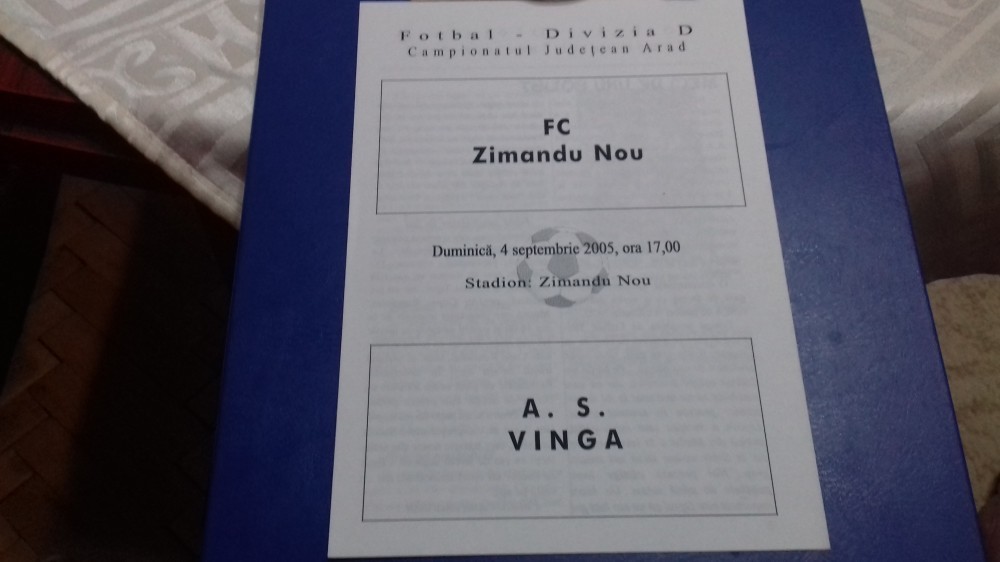 Fotbal - Divizia D
Campionatul Județean Arad
FC
Zimandu Nou
Duminică, 4 septembrie 2005, ora 17,00
Stadion: Zimandu Nou
A. S.
VINGA